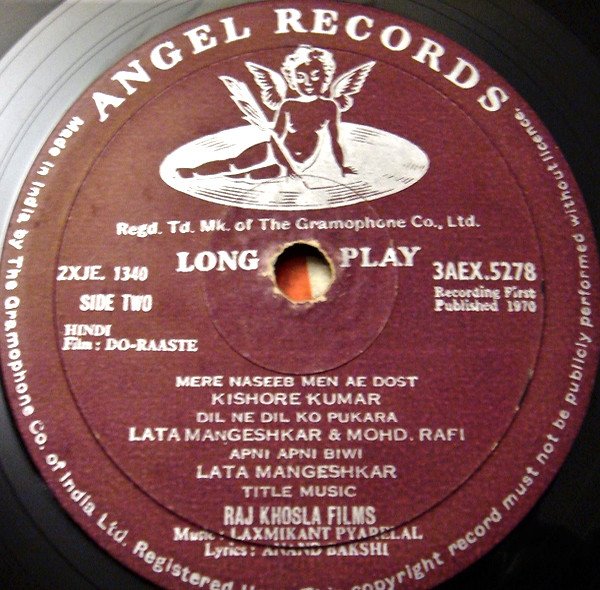 ANGEL RECORDS
Regd. Td. Mk. of The Gramophone Co., Ltd.
LONG PLAY
2XJE. 1340
3AEX.5278
SIDE TWO
Recording First
Published 1970
HINDI
Film : DO-RAASTE
MERE NASEEB MEN AE DOST
KISHORE KUMAR
DIL NE DIL KO PUKARA
LATA MANGESHKAR & MOHD. RAFI
APNI APNI BIWI
LATA MANGESHKAR
TITLE MUSIC
RAJ KHOSLA FILMS
Music : LAXMIKANT PYARELAL
Lyrics : ANAND BAKSHI
Made in India by The Gramophone Co. of India Ltd. Registered
This copyright record must not be publicly performed without licence.